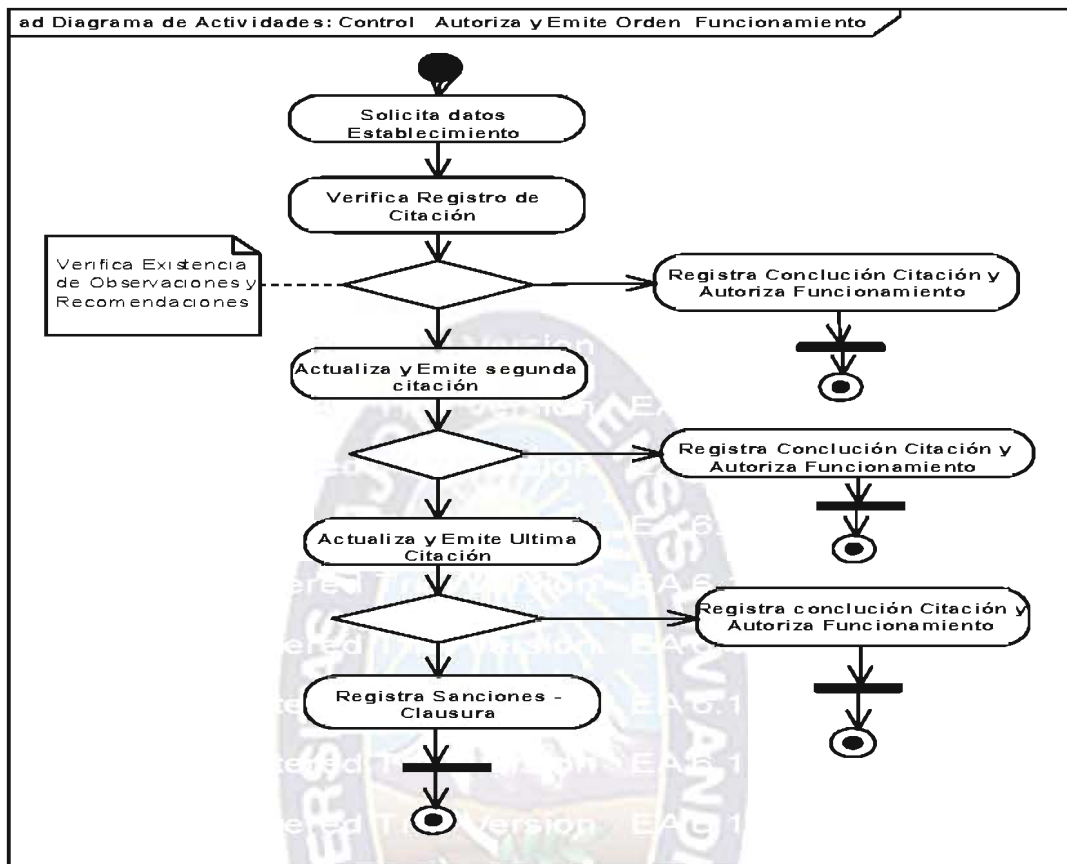 ad Diagrama de Actividades: Control Autoriza y Emite Orden Funcionamiento
Solicita datos
Establecimiento
Verifica Registro de
Citación
Verifica Existencia
de Observaciones y
Recomendaciones
Registra Conclución Citación y
Autoriza Funcionamiento
Actualiza y Emite segunda
citación
Registra Conclución Citación y
Autoriza Funcionamiento
Actualiza y Emite Ultima
Citación
Registra conclución Citación y
Autoriza Funcionamiento
Registra Sanciones -
Clausura